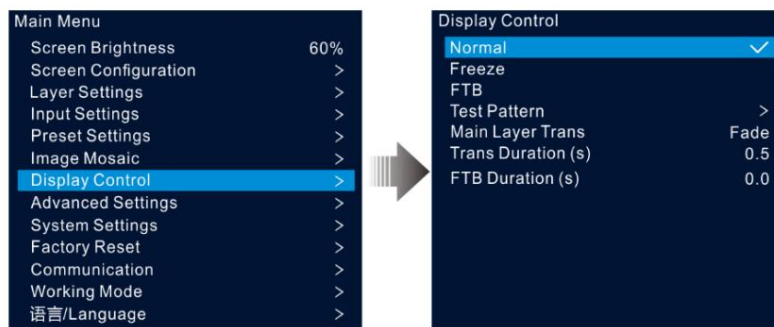 Main Menu
Screen Brightness 60%
Screen Configuration >
Layer Settings >
Input Settings >
Preset Settings >
Image Mosaic >
Display Control >
Advanced Settings >
System Settings >
Factory Reset >
Communication >
Working Mode >
语言/Language >
Display Control
Normal ✓
Freeze
FTB
Test Pattern >
Main Layer Trans Fade
Trans Duration (s) 0.5
FTB Duration (s) 0.0